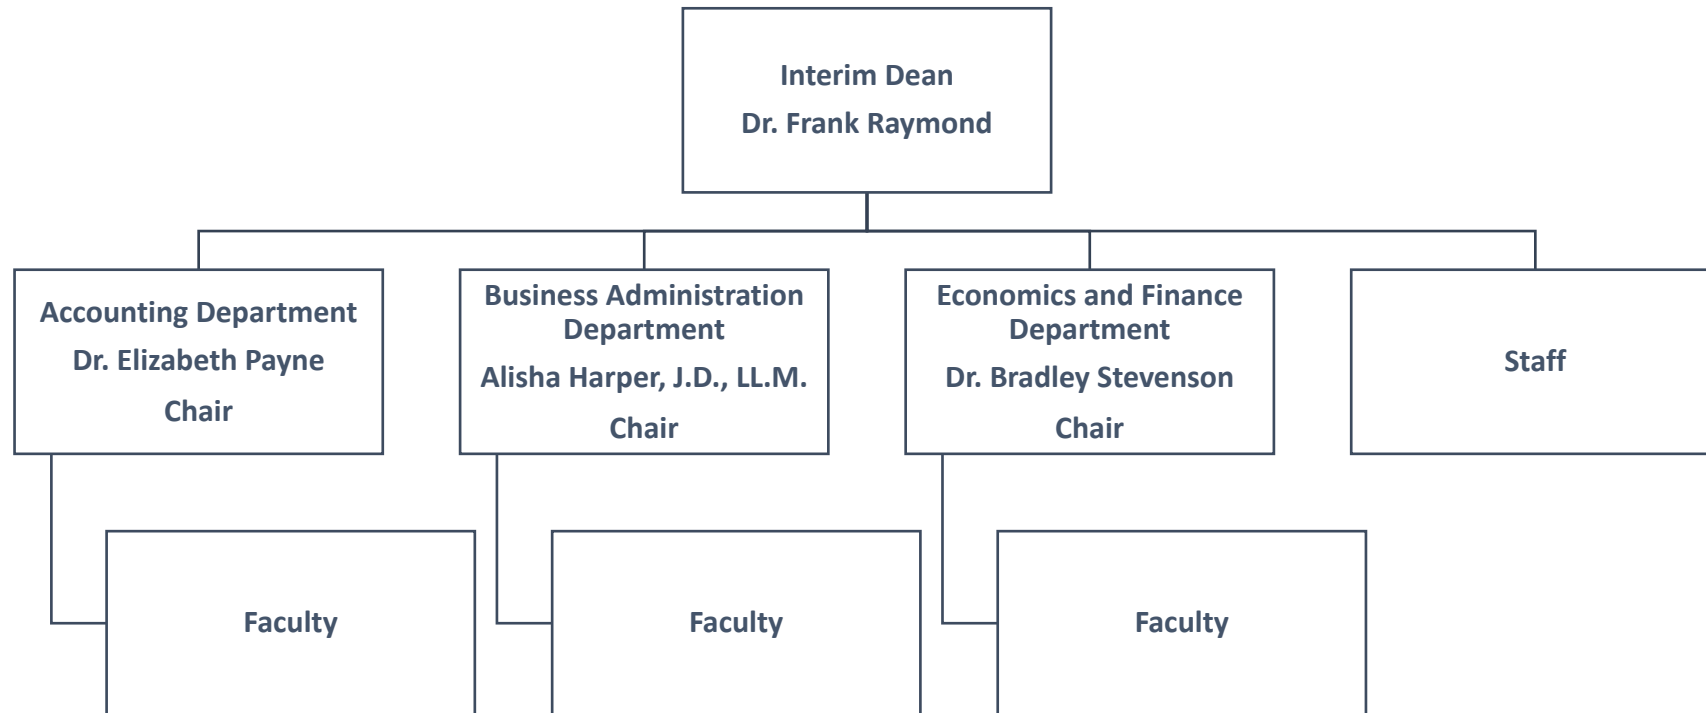 Interim Dean
Dr. Frank Raymond
Accounting Department
Dr. Elizabeth Payne
Chair
Business Administration
Department
Alisha Harper, J.D., LL.M.
Chair
Economics and Finance
Department
Dr. Bradley Stevenson
Chair
Staff
Faculty
Faculty
Faculty